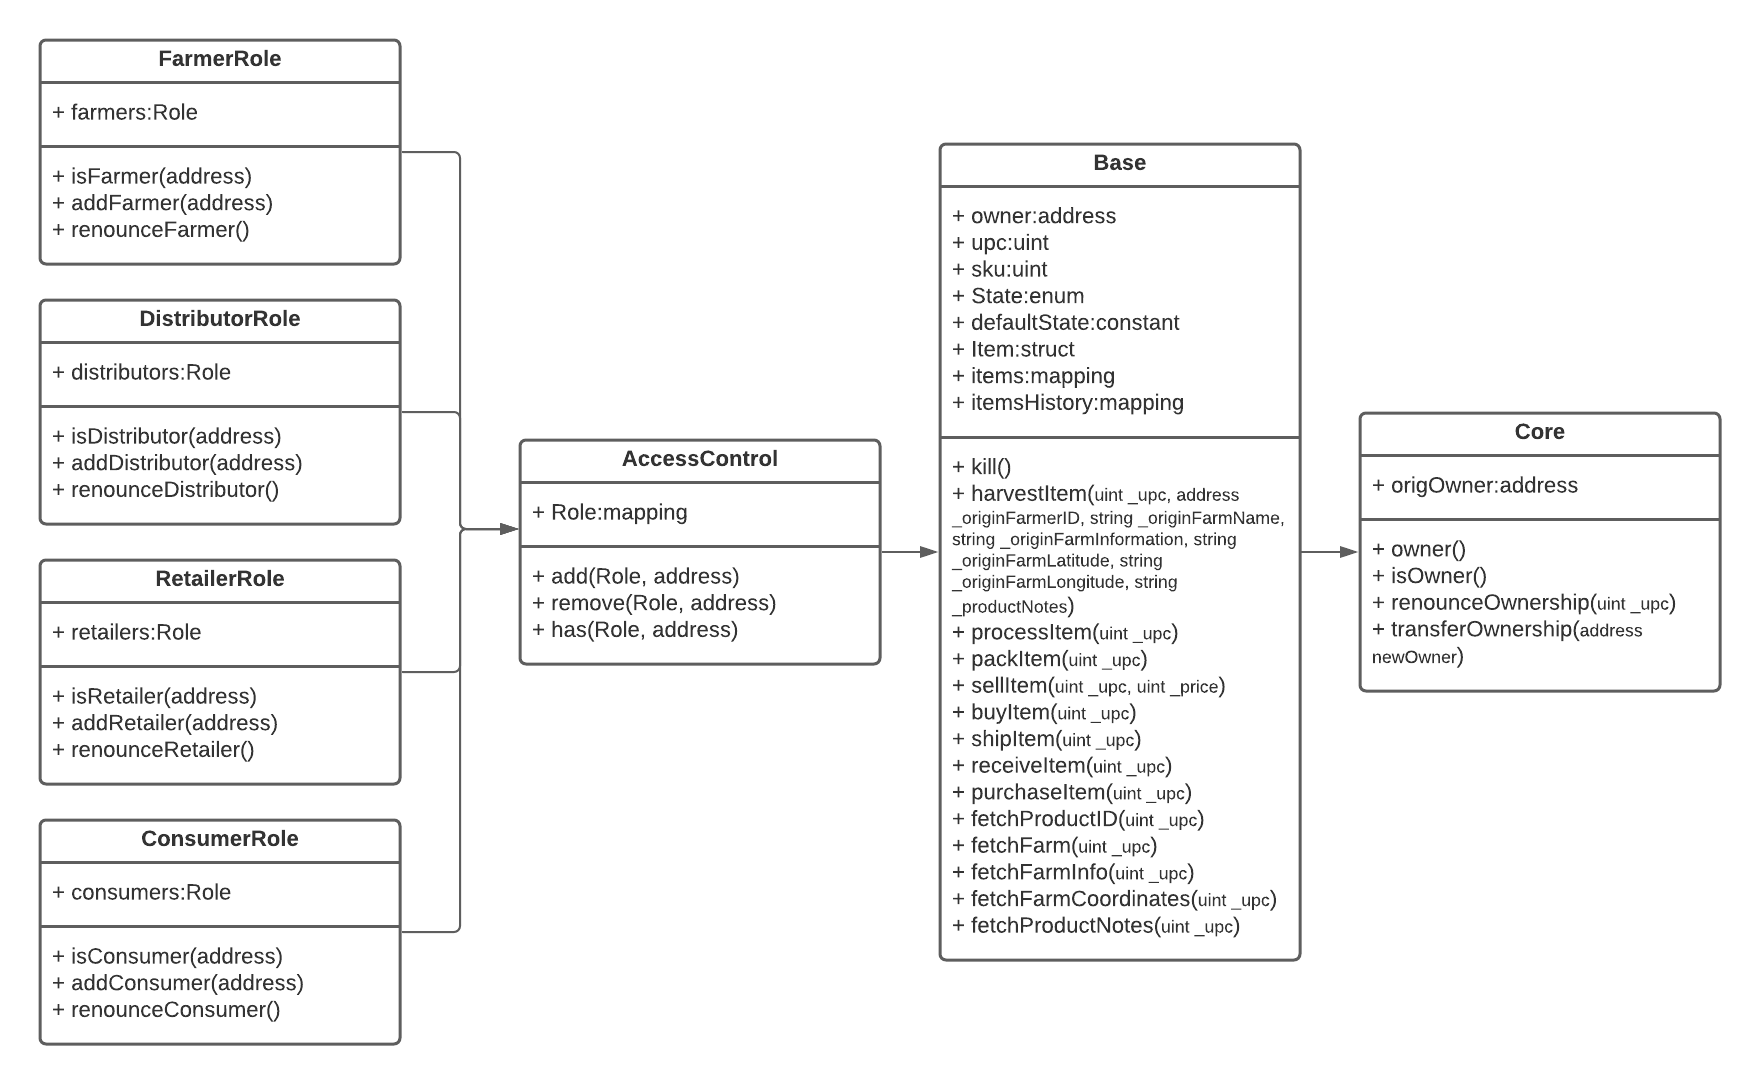 FarmerRole
+ farmers:Role
+ isFarmer(address)
+ addFarmer(address)
+ renounceFarmer()
DistributorRole
+ distributors:Role
+ isDistributor(address)
+ addDistributor(address)
+ renounceDistributor()
RetailerRole
+ retailers:Role
+ isRetailer(address)
+ addRetailer(address)
+ renounceRetailer()
ConsumerRole
+ consumers:Role
+ isConsumer(address)
+ addConsumer(address)
+ renounceConsumer()
AccessControl
+ Role:mapping
+ add(Role, address)
+ remove(Role, address)
+ has(Role, address)
Base
+ owner:address
+ upc:uint
+ sku:uint
+ State:enum
+ defaultState:constant
+ Item:struct
+ items:mapping
+ itemsHistory:mapping
+ kill()
+ harvestItem(uint _upc, address
_originFarmerID, string _originFarmName,
string _originFarmInformation, string
_originFarmLatitude, string
_originFarmLongitude, string
_productNotes)
+ processItem(uint _upc)
+ packItem(uint _upc)
+ sellItem(uint _upc, uint _price)
+ buyItem(uint _upc)
+ shipItem(uint _upc)
+ receiveItem(uint _upc)
+ purchaseItem(uint _upc)
+ fetchProductID(uint _upc)
+ fetchFarm(uint _upc)
+ fetchFarmInfo(uint _upc)
+ fetchFarmCoordinates(uint _upc)
+ fetchProductNotes(uint _upc)
Core
+ origOwner:address
+ owner()
+ isOwner()
+ renounceOwnership(uint _upc)
+ transferOwnership(address
newOwner)